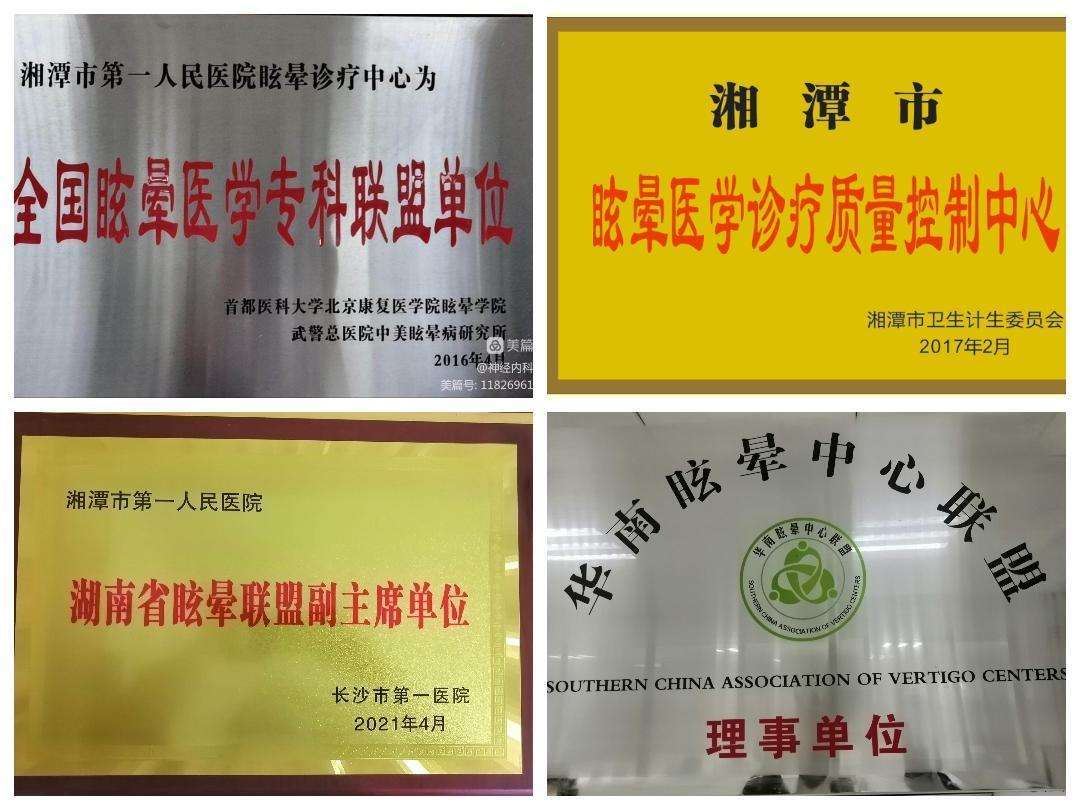 湘潭市第一人民医院眩晕诊疗中心为
全国眩晕医学专科联盟单位
首都医科大学北京康复医学院眩晕学院
武警总医院中美眩晕病研究所
2016年4月
美篇
@神经内科
美篇号: 11826961
湘潭市
眩晕医学诊疗质量控制中心
湘潭市卫生计生委员会
2017年2月
湘潭市第一人民医院
湖南省眩晕联盟副主席单位
长沙市第一医院
2021年4月
华南眩晕中心联盟
华南眩晕中心联盟
SOUTHERN CHINA ASSOCIATION OF VERTIGO CENTERS
SOUTHERN CHINA ASSOCIATION OF VERTIGO CENTERS
理事单位